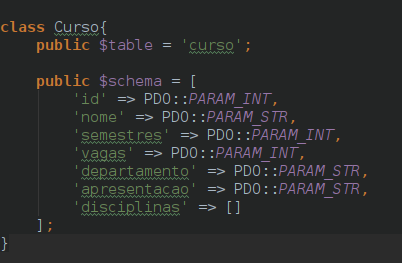 class Curso{
public $table = 'curso';
public $schema = [
'id' => PDO::PARAM_INT,
'nome' => PDO::PARAM_STR,
'semestres' => PDO::PARAM_INT,
'vagas' => PDO::PARAM_INT,
'departamento' => PDO::PARAM_STR,
'apresentacao' => PDO::PARAM_STR,
'disciplinas' => []
];
}